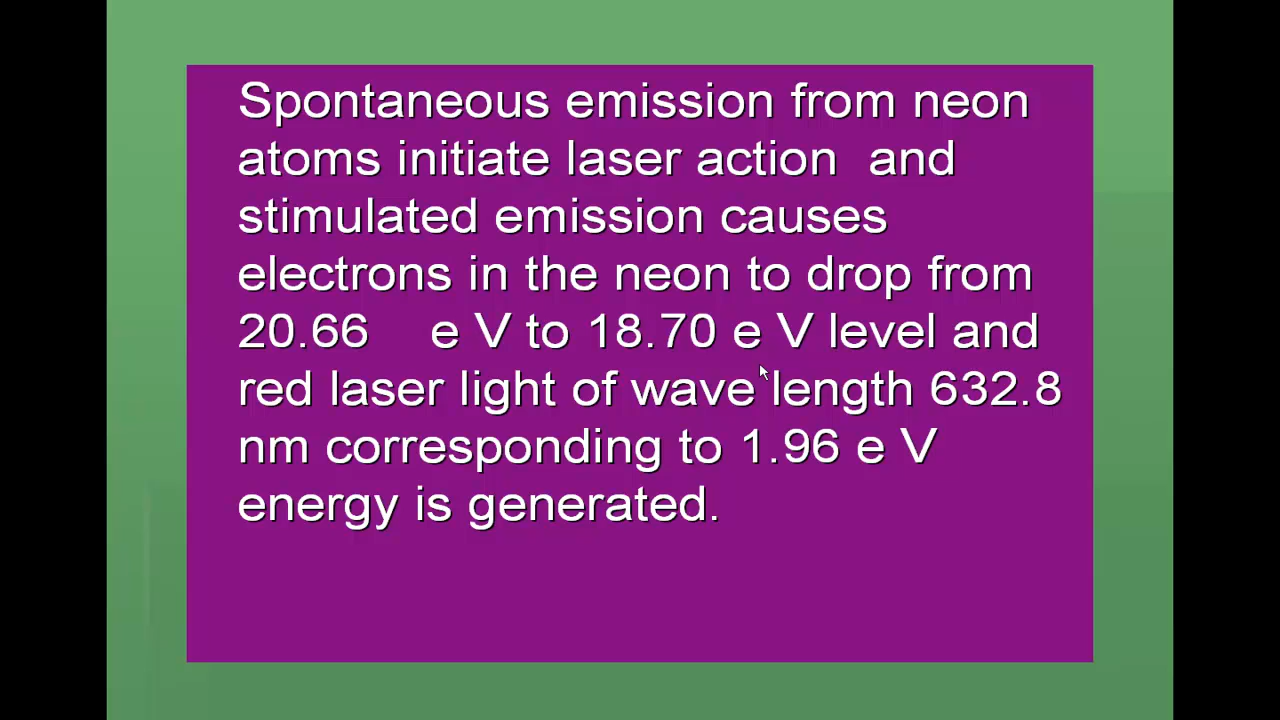 Spontaneous emission from neon
atoms initiate laser action  and
stimulated emission causes
electrons in the neon to drop from
20.66    e V to 18.70 e V level and
red laser light of wave length 632.8
nm corresponding to 1.96 e V
energy is generated.